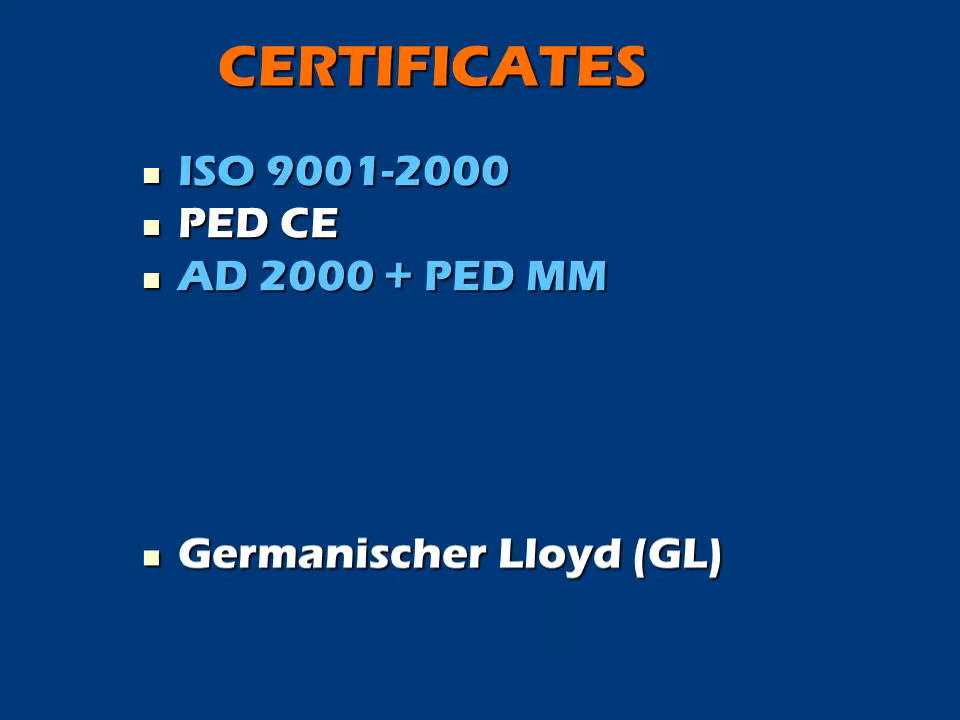 CERTIFICATES
ISO 9001-2000
PED CE
AD 2000 + PED MM
Germanischer Lloyd (GL)